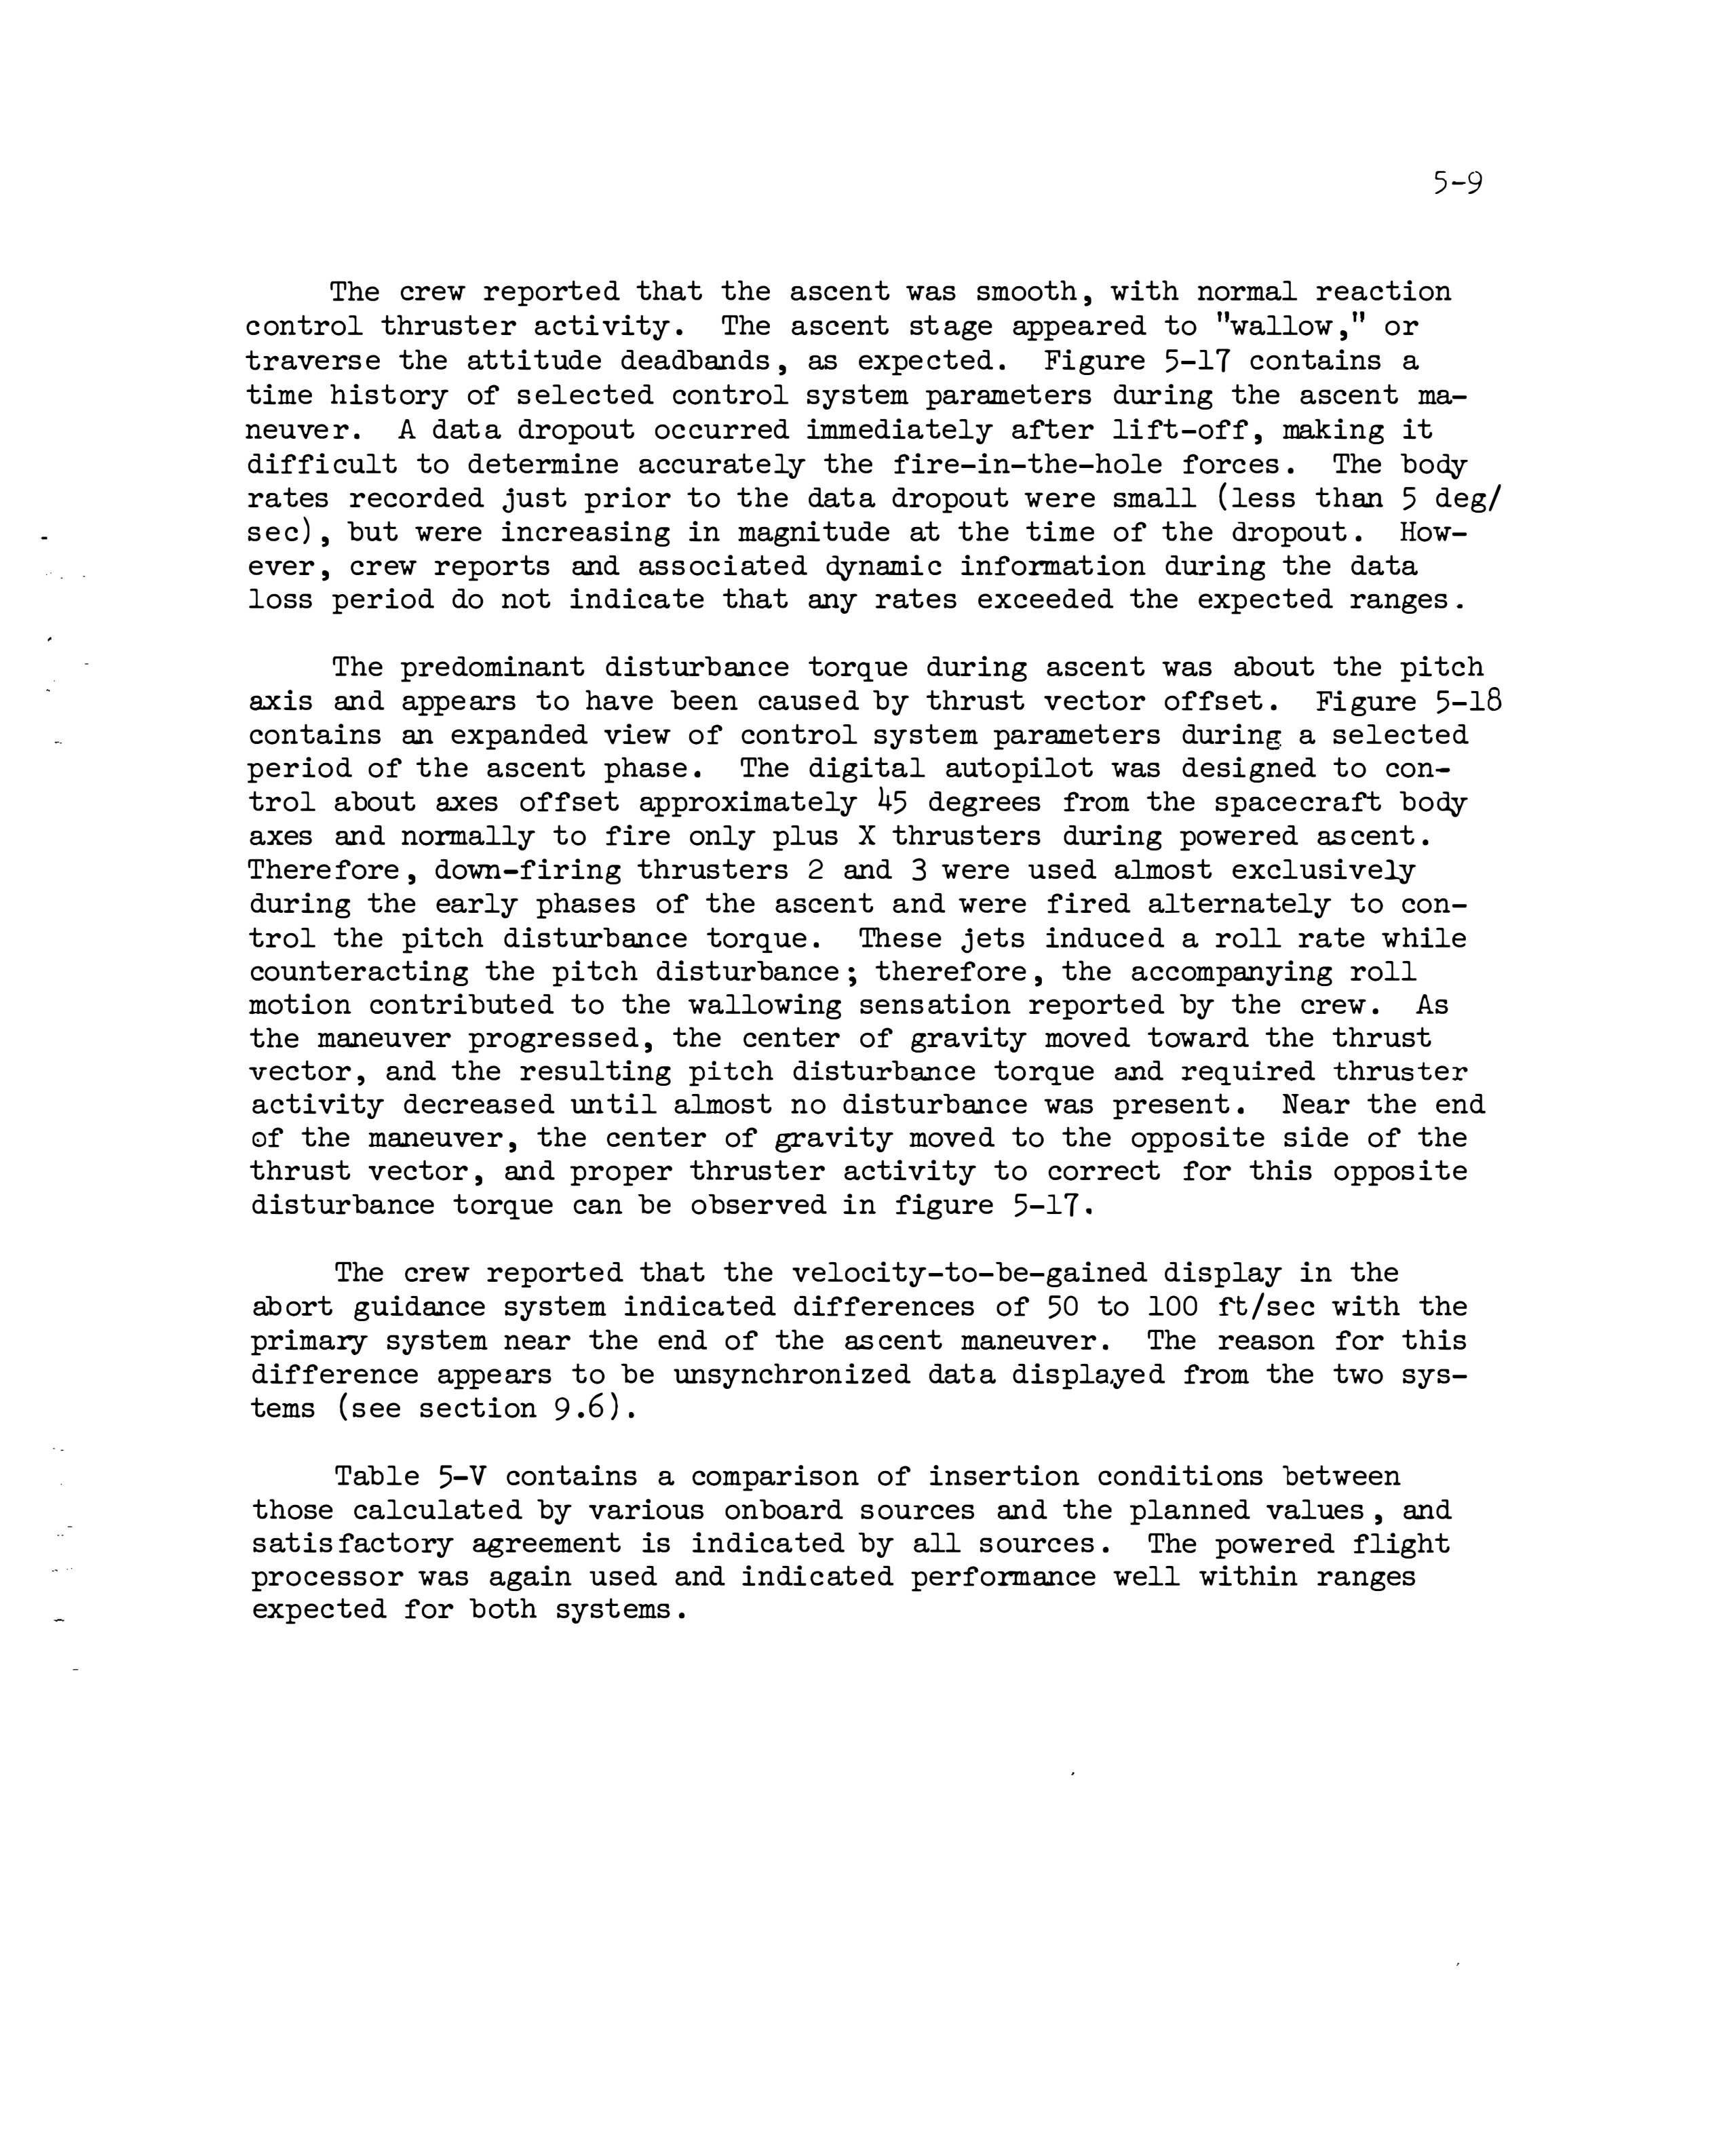 5-9
The crew reported that the ascent was smooth, with normal reaction
control thruster activity. The ascent stage appeared to "wallow," or
traverse the attitude deadbands, as expected. Figure 5-17 contains a
time history of selected control system parameters during the ascent ma-
neuver. A data dropout occurred immediately after lift-off, making it
difficult to determine accurately the fire-in-the-hole forces. The body
rates recorded just prior to the data dropout were small (less than 5 deg/
sec), but were increasing in magnitude at the time of the dropout. How-
ever, crew reports and associated dynamic information during the data
loss period do not indicate that any rates exceeded the expected ranges.
The predominant disturbance torque during ascent was about the pitch
axis and appears to have been caused by thrust vector offset. Figure 5-18
contains an expanded view of control system parameters during a selected
period of the ascent phase. The digital autopilot was designed to con-
trol about axes offset approximately 45 degrees from the spacecraft body
axes and normally to fire only plus X thrusters during powered ascent.
Therefore, down-firing thrusters 2 and 3 were used almost exclusively
during the early phases of the ascent and were fired alternately to con-
trol the pitch disturbance torque. These jets induced a roll rate while
counteracting the pitch disturbance; therefore, the accompanying roll
motion contributed to the wallowing sensation reported by the crew. As
the maneuver progressed, the center of gravity moved toward the thrust
vector, and the resulting pitch disturbance torque and required thruster
activity decreased until almost no disturbance was present. Near the end
of the maneuver, the center of gravity moved to the opposite side of the
thrust vector, and proper thruster activity to correct for this opposite
disturbance torque can be observed in figure 5-17.
The crew reported that the velocity-to-be-gained display in the
abort guidance system indicated differences of 50 to 100 ft/sec with the
primary system near the end of the ascent maneuver. The reason for this
difference appears to be unsynchronized data displayed from the two sys-
tems (see section 9.6).
Table 5-V contains a comparison of insertion conditions between
those calculated by various onboard sources and the planned values, and
satisfactory agreement is indicated by all sources. The powered flight
processor was again used and indicated performance well within ranges
expected for both systems.